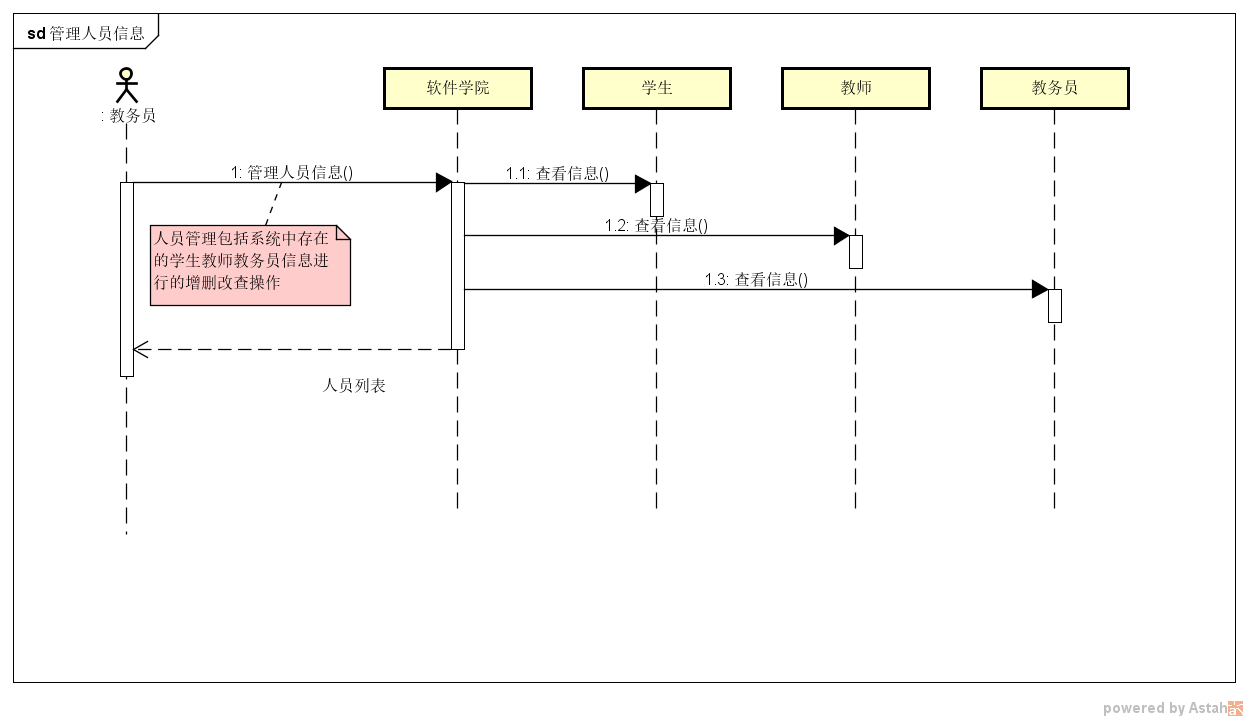 sd 管理人员信息
: 教务员
软件学院
学生
教师
教务员
1: 管理人员信息()
1.1: 查看信息()
1.2: 查看信息()
人员管理包括系统中存在
的学生教师教务员信息进
行的增删改查操作
1.3: 查看信息()
人员列表
powered by Astah